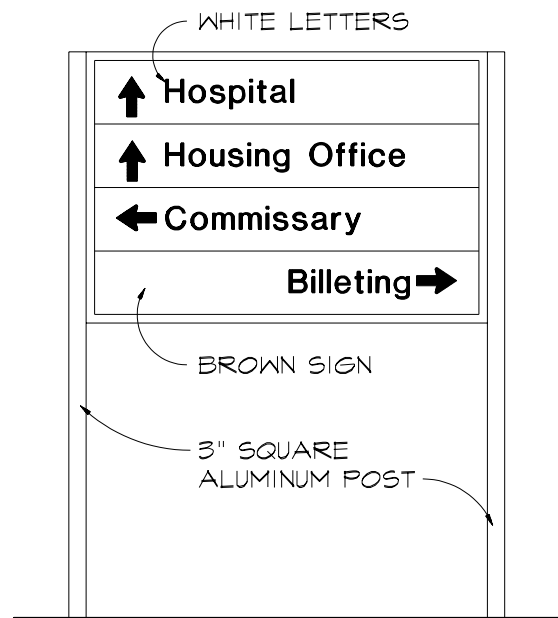 WHITE LETTERS
Hospital
Housing Office
Commissary
Billeting
BROWN SIGN
3" SQUARE
ALUMINUM POST